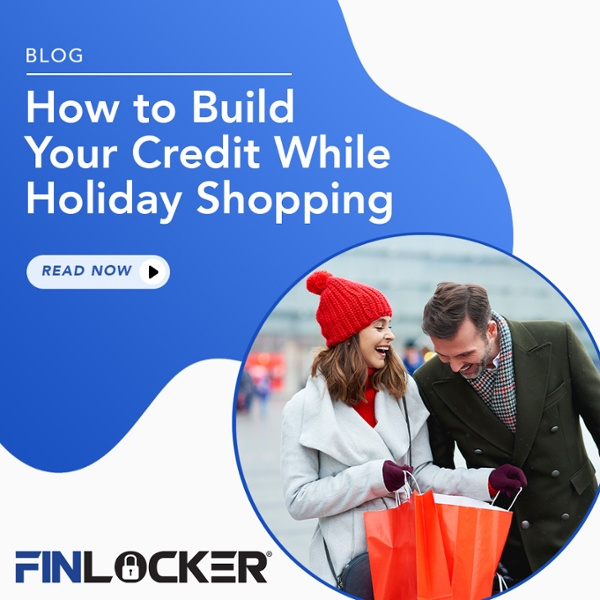 BLOG
How to Build
Your Credit While
Holiday Shopping
READ NOW
FINLOCKER®